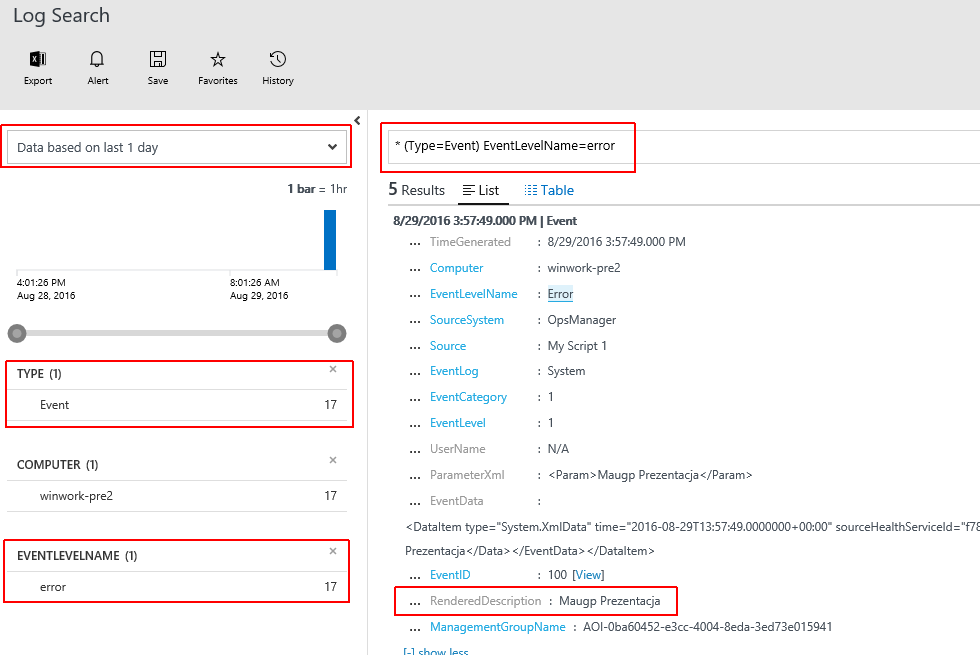 Log Search
Export Alert Save Favorites History
Data based on last 1 day
1 bar = 1hr
4:01:26 PM 8:01:26 AM
Aug 28, 2016 Aug 29, 2016
TYPE (1)
Event 17
COMPUTER (1)
winwork-pre2 17
EVENTLEVELNAME (1)
error 17
* (Type=Event) EventLevelName=error
5 Results List Table
8/29/2016 3:57:49.000 PM | Event
... TimeGenerated : 8/29/2016 3:57:49.000 PM
... Computer : winwork-pre2
... EventLevelName : Error
... SourceSystem : OpsManager
... Source : My Script 1
... EventLog : System
... EventCategory : 1
... EventLevel : 1
... UserName : N/A
... ParameterXml : <Param>Maugp Prezentacja</Param>
... EventData :
<DataItem type="System.XmlData" time="2016-08-29T13:57:49.0000000+00:00" sourceHealthServiceId="f78
Prezentacja</Data></EventData></DataItem>
... EventID : 100 [View]
... RenderedDescription : Maugp Prezentacja
... ManagementGroupName : AOI-0ba60452-e3cc-4004-8eda-3ed73e015941
[-] show less